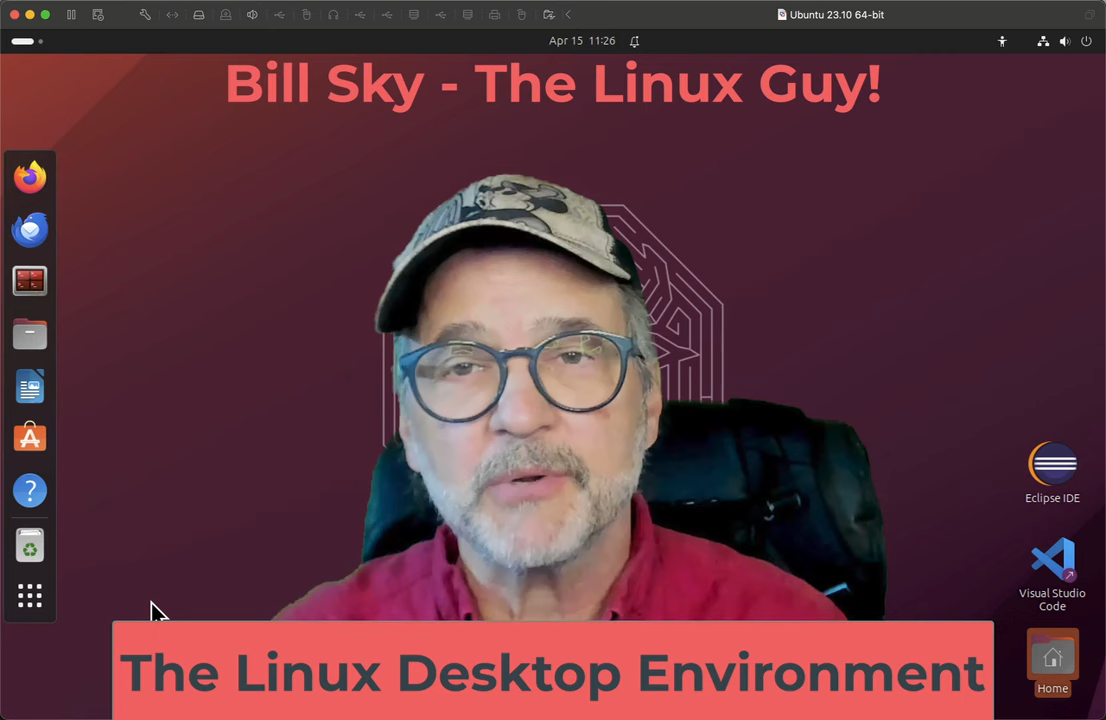 Ubuntu 23.10 64-bit
Apr 15 11:26
Bill Sky - The Linux Guy!
Eclipse IDE
Visual Studio
Code
Home
The Linux Desktop Environment